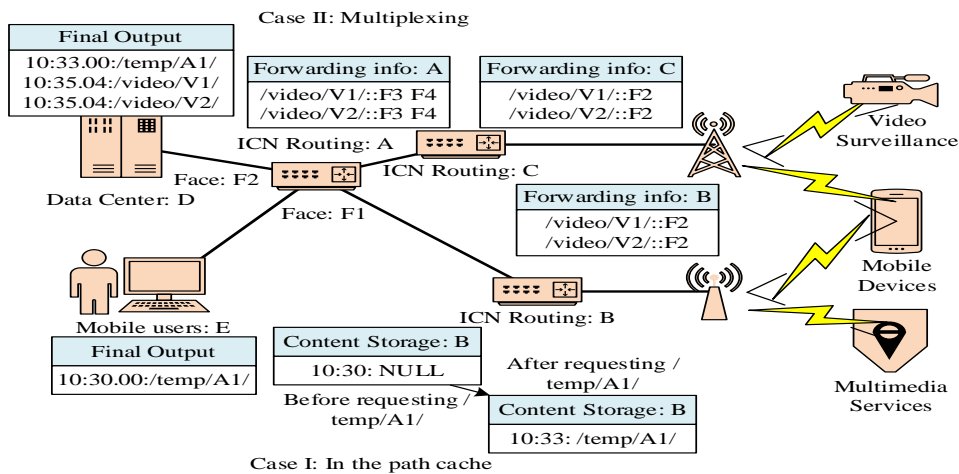 Case II: Multiplexing
Final Output
10:33.00:/temp/A1/
10:35.04:/video/V1/
10:35.04:/video/V2/
Forwarding info: A
/video/V1/::F3 F4
/video/V2/::F3 F4
Forwarding info: C
/video/V1/::F2
/video/V2/::F2
Video
Surveillance
ICN Routing: A
ICN Routing: C
Face: F2
Data Center: D
Face: F1
Forwarding info: B
/video/V1/::F2
/video/V2/::F2
Mobile
Devices
Mobile users: E
ICN Routing: B
Final Output
10:30.00:/temp/A1/
Content Storage: B
10:30: NULL
After requesting /
temp/A1/
Before requesting /
temp/A1/
Content Storage: B
10:33: /temp/A1/
Multimedia
Services
Case I: In the path cache